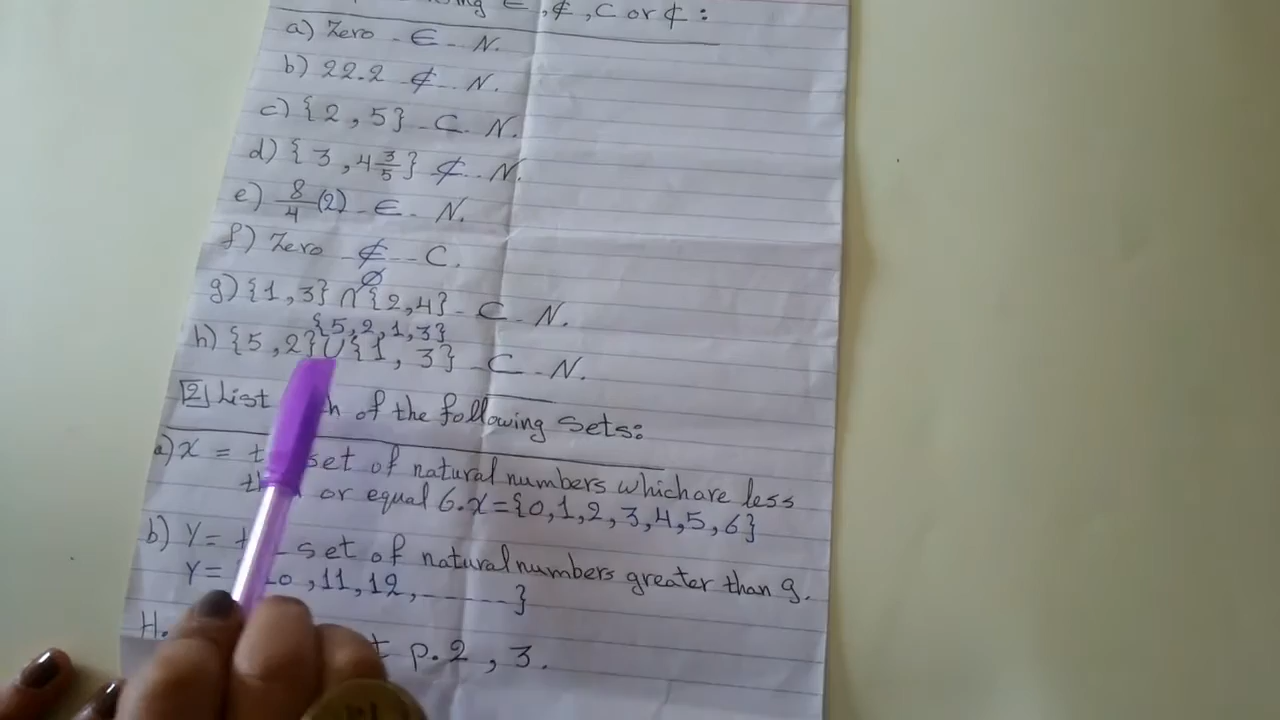 ∈, ∉, ⊂ or ⊄ :
a) Zero - ∈ - N.
b) 22.2 ∉ - N.
c) {2, 5} - ⊂ - N.
d) {3, 4 3/5} ⊄ - N.
e) 8/4 (2) - ∈ - N.
f) Zero - ∉ - C.
∅
g) {1, 3} ∩ {2, 4} - ⊂ - N.
{5, 2, 1, 3}
h) {5, 2} ∪ {1, 3} - ⊂ - N.
[2] List of the following sets:
a) X = set of natural numbers which are less
or equal 6. X = {0, 1, 2, 3, 4, 5, 6}
b) Y = set of natural numbers greater than 9.
Y = , 11, 12, ------}
H. p. 2, 3.